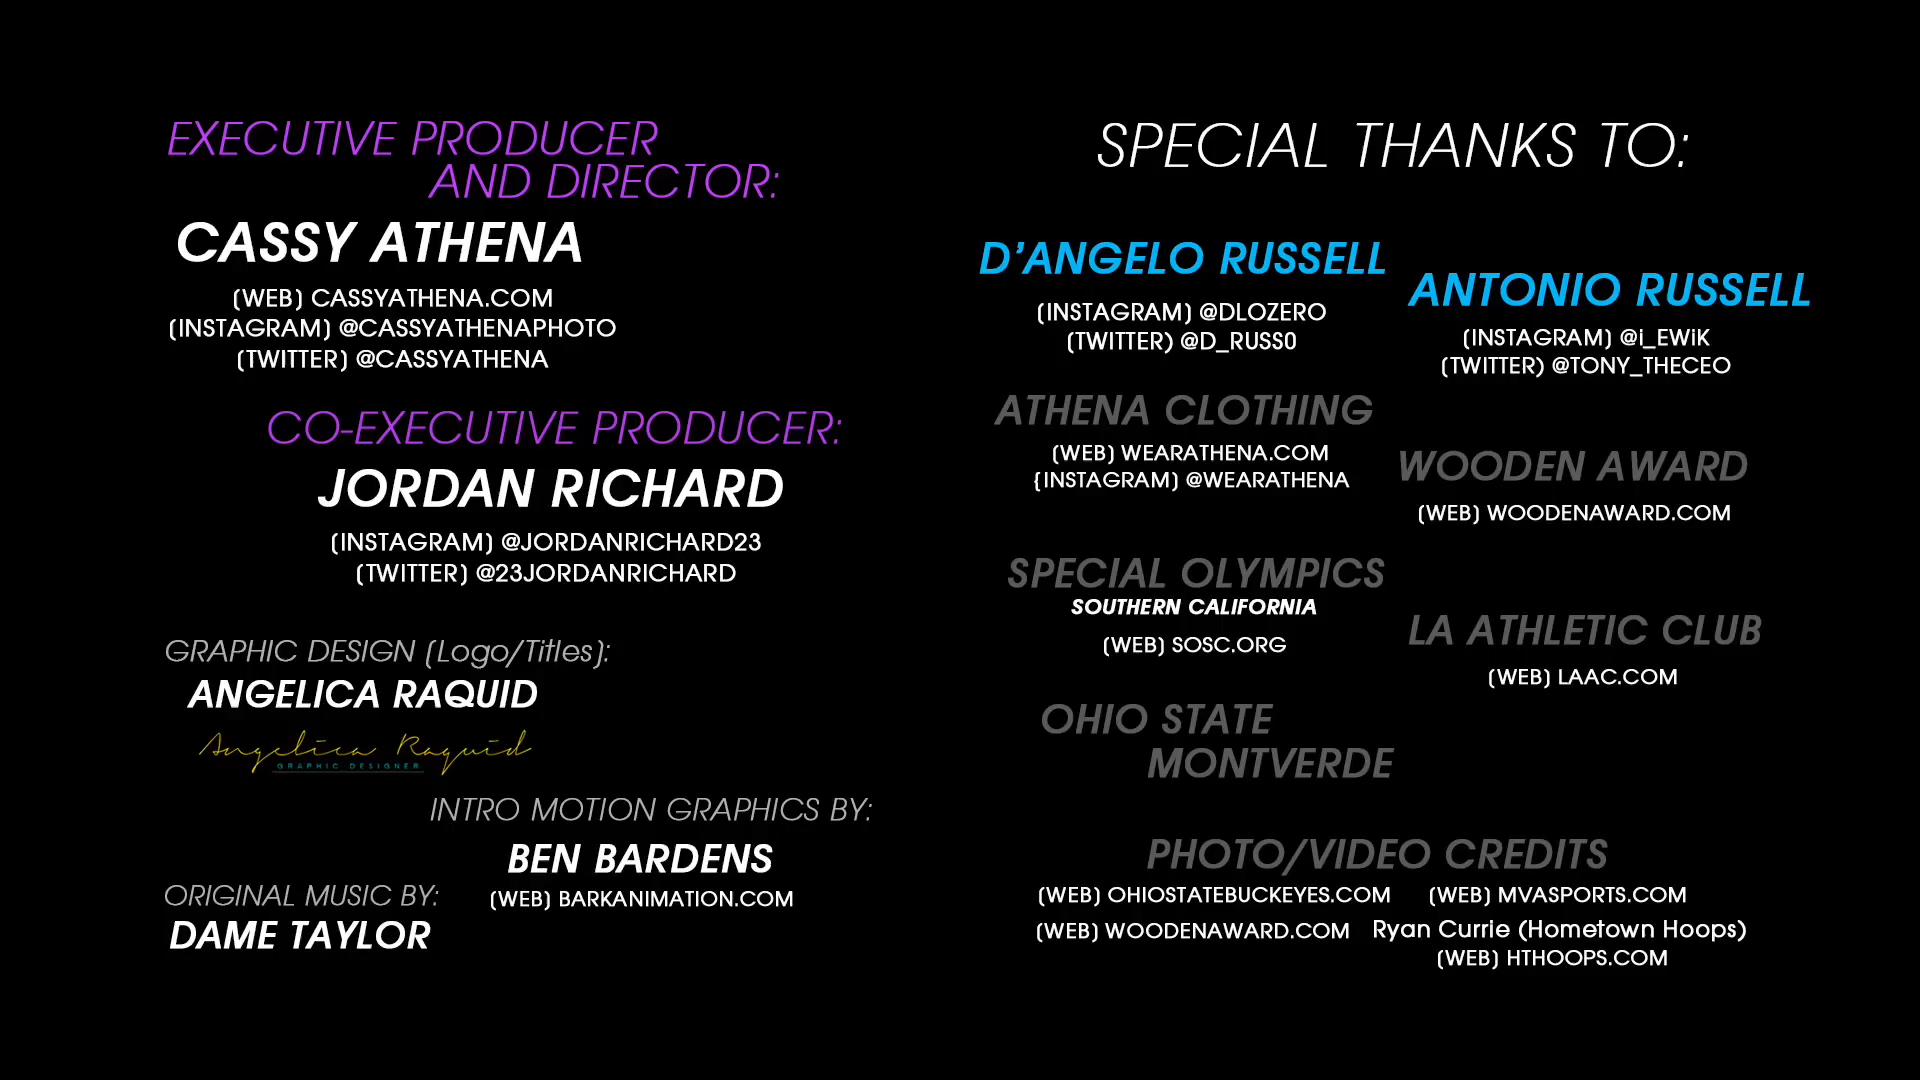 EXECUTIVE PRODUCER
AND DIRECTOR:
CASSY ATHENA
(WEB) CASSYATHENA.COM
(INSTAGRAM) @CASSYATHENAPHOTO
(TWITTER) @CASSYATHENA
CO-EXECUTIVE PRODUCER:
JORDAN RICHARD
(INSTAGRAM) @JORDANRICHARD23
(TWITTER) @23JORDANRICHARD
GRAPHIC DESIGN (Logo/Titles):
ANGELICA RAQUID
Angelica Raquid
GRAPHIC DESIGNER
INTRO MOTION GRAPHICS BY:
BEN BARDENS
(WEB) BARKANIMATION.COM
ORIGINAL MUSIC BY:
DAME TAYLOR
SPECIAL THANKS TO:
D’ANGELO RUSSELL
(INSTAGRAM) @DLOZERO
(TWITTER) @D_RUSS0
ANTONIO RUSSELL
(INSTAGRAM) @i_EWiK
(TWITTER) @TONY_THECEO
ATHENA CLOTHING
(WEB) WEARATHENA.COM
{INSTAGRAM) @WEARATHENA
WOODEN AWARD
(WEB) WOODENAWARD.COM
SPECIAL OLYMPICS
SOUTHERN CALIFORNIA
(WEB) SOSC.ORG
LA ATHLETIC CLUB
(WEB) LAAC.COM
OHIO STATE
MONTVERDE
PHOTO/VIDEO CREDITS
(WEB) OHIOSTATEBUCKEYES.COM (WEB) MVASPORTS.COM
(WEB) WOODENAWARD.COM Ryan Currie (Hometown Hoops)
(WEB) HTHOOPS.COM